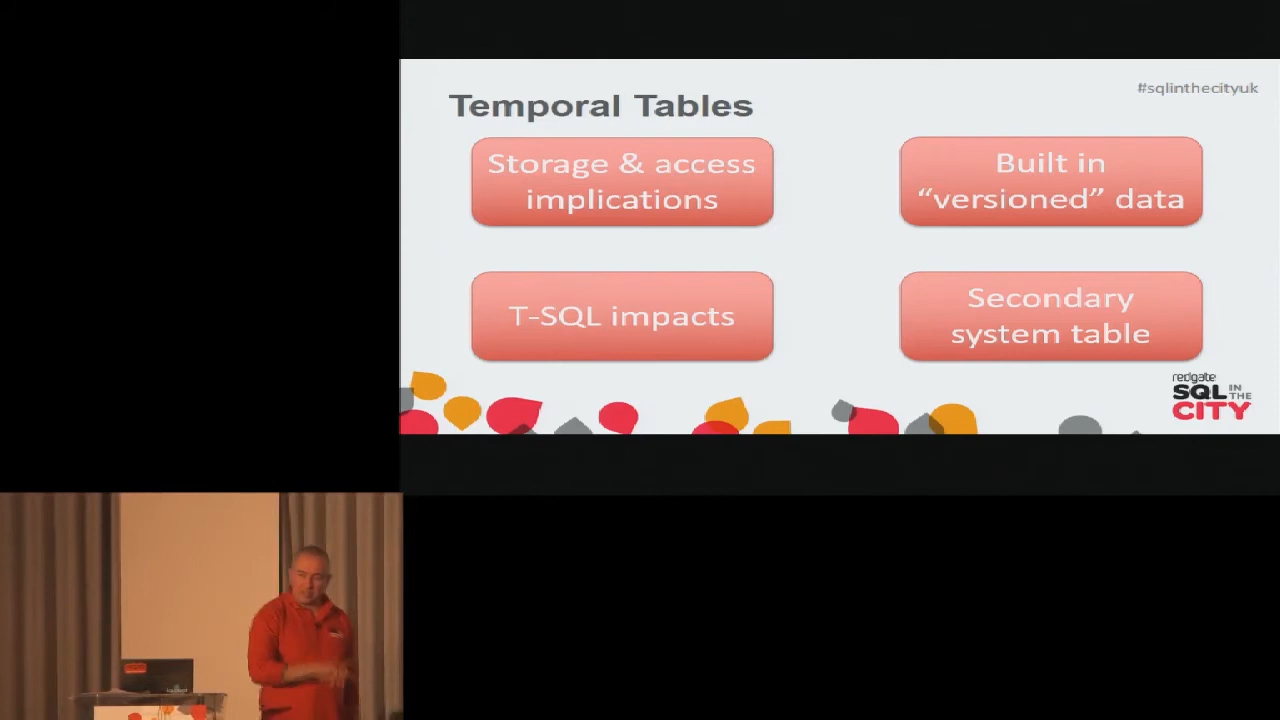 #sqlinthecityuk
Temporal Tables
Storage & access
implications
Built in
“versioned” data
T-SQL impacts
Secondary
system table
redgate
SQL IN THE
CITY